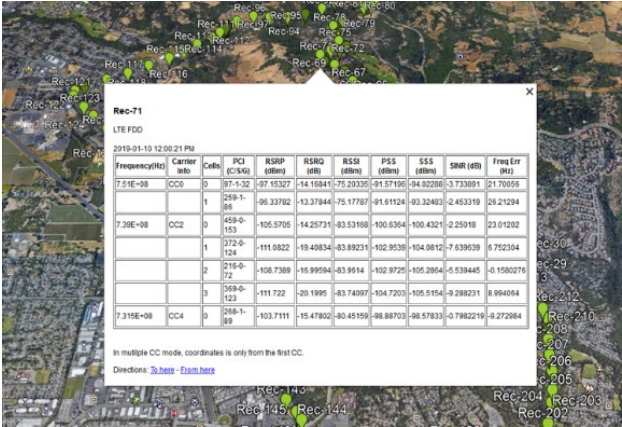 Rec-96
Rec-95
Rec-78
Rec-80
Rec-79
Rec-97
Rec-94
Rec-75
Rec-112
Rec-72
Rec-115
Rec-114
Rec-69
Rec-67
Rec-117
Rec-116
Rec-121
Rec-118
Rec-123
Rec-71
LTE FDD
2019-01-10 12:00:21 PM
Frequency(Hz) Carrier Info Cells PCI (C/S/G) RSRP (dBm) RSRQ (dB) RSSI (dBm) PSS (dBm) SSS (dBm) SINR (dB) Freq Err (Hz)
7.51E+08 CC0 0 97-1-32 -97.15327 -14.16841 -75.20335 -91.57196 -94.02288 -3.733891 21.70056
1 259-1-86 -96.33782 -13.37844 -75.17787 -91.61124 -93.32483 -2.453319 26.21294
7.39E+08 CC2 0 459-0-153 -105.5705 -14.25731 -83.53168 -100.6364 -100.4321 -2.25018 23.01202
1 372-0-124 -111.0822 -19.40834 -83.89231 -102.9539 -104.0812 -7.639639 6.752304
2 216-0-72 -108.7389 -16.99594 -83.9614 -102.9725 -105.2864 -5.539445 -0.1580276
3 369-0-123 -111.722 -20.1995 -83.74097 -104.7203 -105.5154 -9.288231 8.994064
7.315E+08 CC4 0 268-1-89 -103.7111 -15.47802 -80.45159 -98.88703 -98.57833 -0.7982219 -9.272984
In mutilple CC mode, coordinates is only from the first CC.
Directions: To here - From here
Rec-212
Rec-210
Rec-143
Rec-145
Rec-144
Rec-204
Rec-203
Rec-202